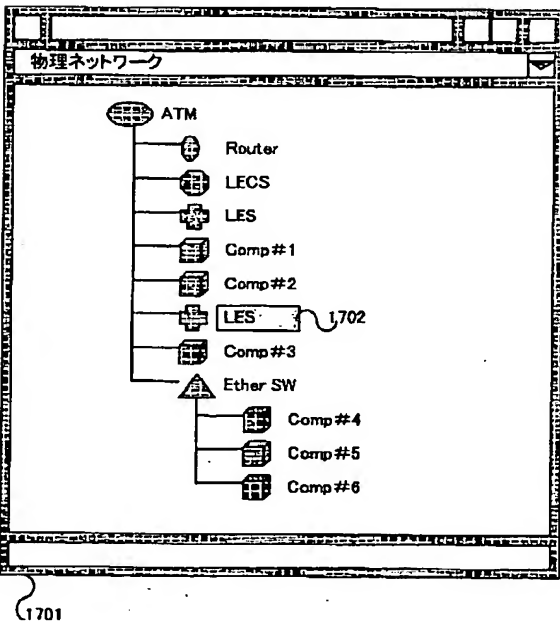 物理ネットワーク
ATM
Router
LECS
LES
Comp#1
Comp#2
LES 1702
Comp#3
Ether SW
Comp#4
Comp#5
Comp#6
1701